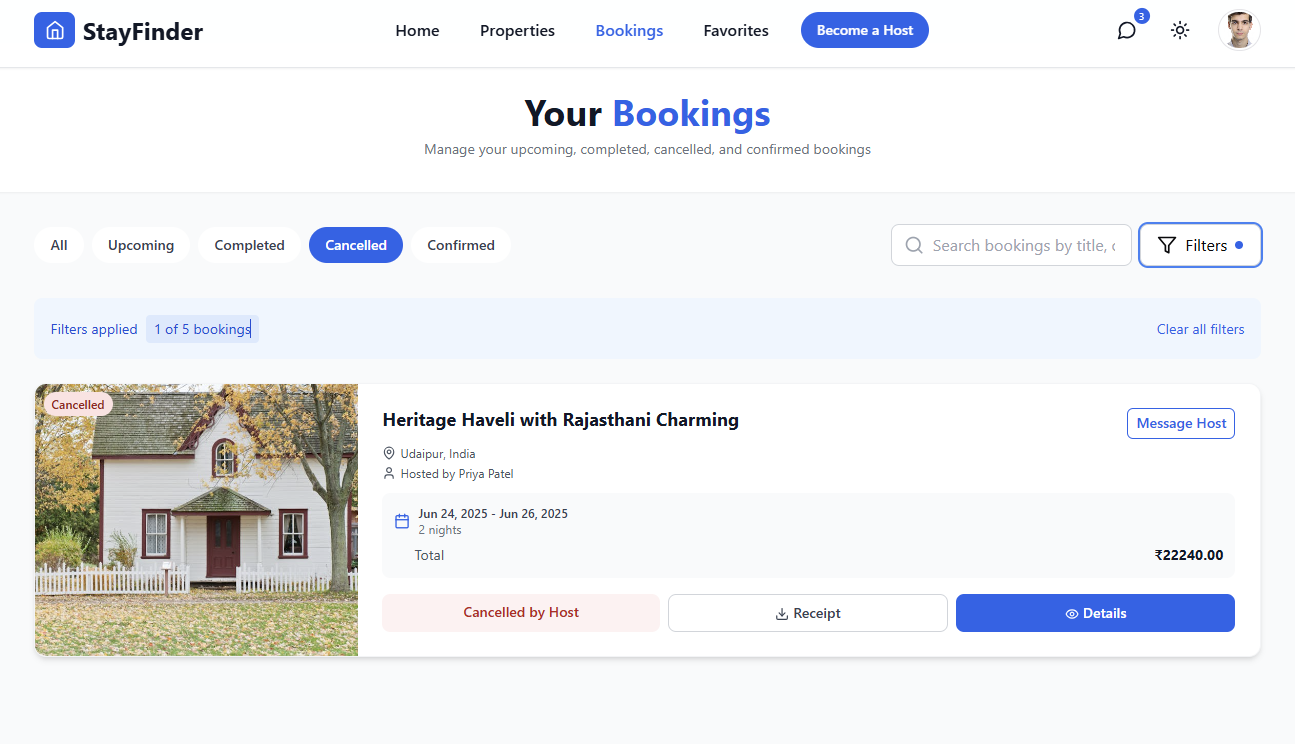 StayFinder
Home Properties Bookings Favorites Become a Host
3
Your Bookings
Manage your upcoming, completed, cancelled, and confirmed bookings
All Upcoming Completed Cancelled Confirmed
Search bookings by title, c
Filters
Filters applied 1 of 5 bookings Clear all filters
Cancelled
Heritage Haveli with Rajasthani Charming
Message Host
Udaipur, India
Hosted by Priya Patel
Jun 24, 2025 - Jun 26, 2025
2 nights
Total ₹22240.00
Cancelled by Host Receipt Details